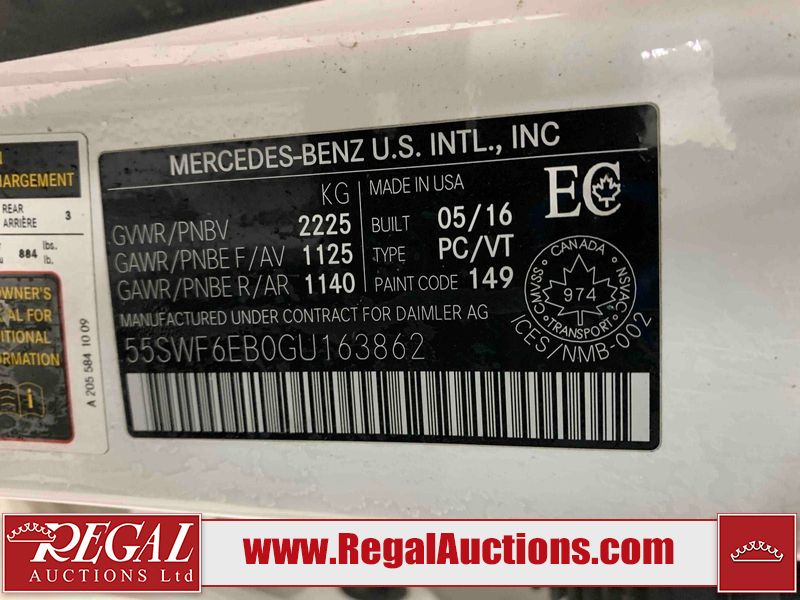 HARGEMENT
REAR
ARRIÈRE 3
884 lbs.
lb.
OWNER'S
FOR
INFORMATION
A 205 584 10 09
MERCEDES-BENZ U.S. INTL., INC
KG
GVWR/PNBV 2225
GAWR/PNBE F/AV 1125
GAWR/PNBE R/AR 1140
MADE IN USA
BUILT 05/16
TYPE PC/VT
PAINT CODE 149
EC
CANADA
CMVSS 974 NSVAC
TRANSPORT
ICES/NMB-002
MANUFACTURED UNDER CONTRACT FOR DAIMLER AG
55SWF6EB0GU163862
REGAL
AUCTIONS Ltd
www.RegalAuctions.com